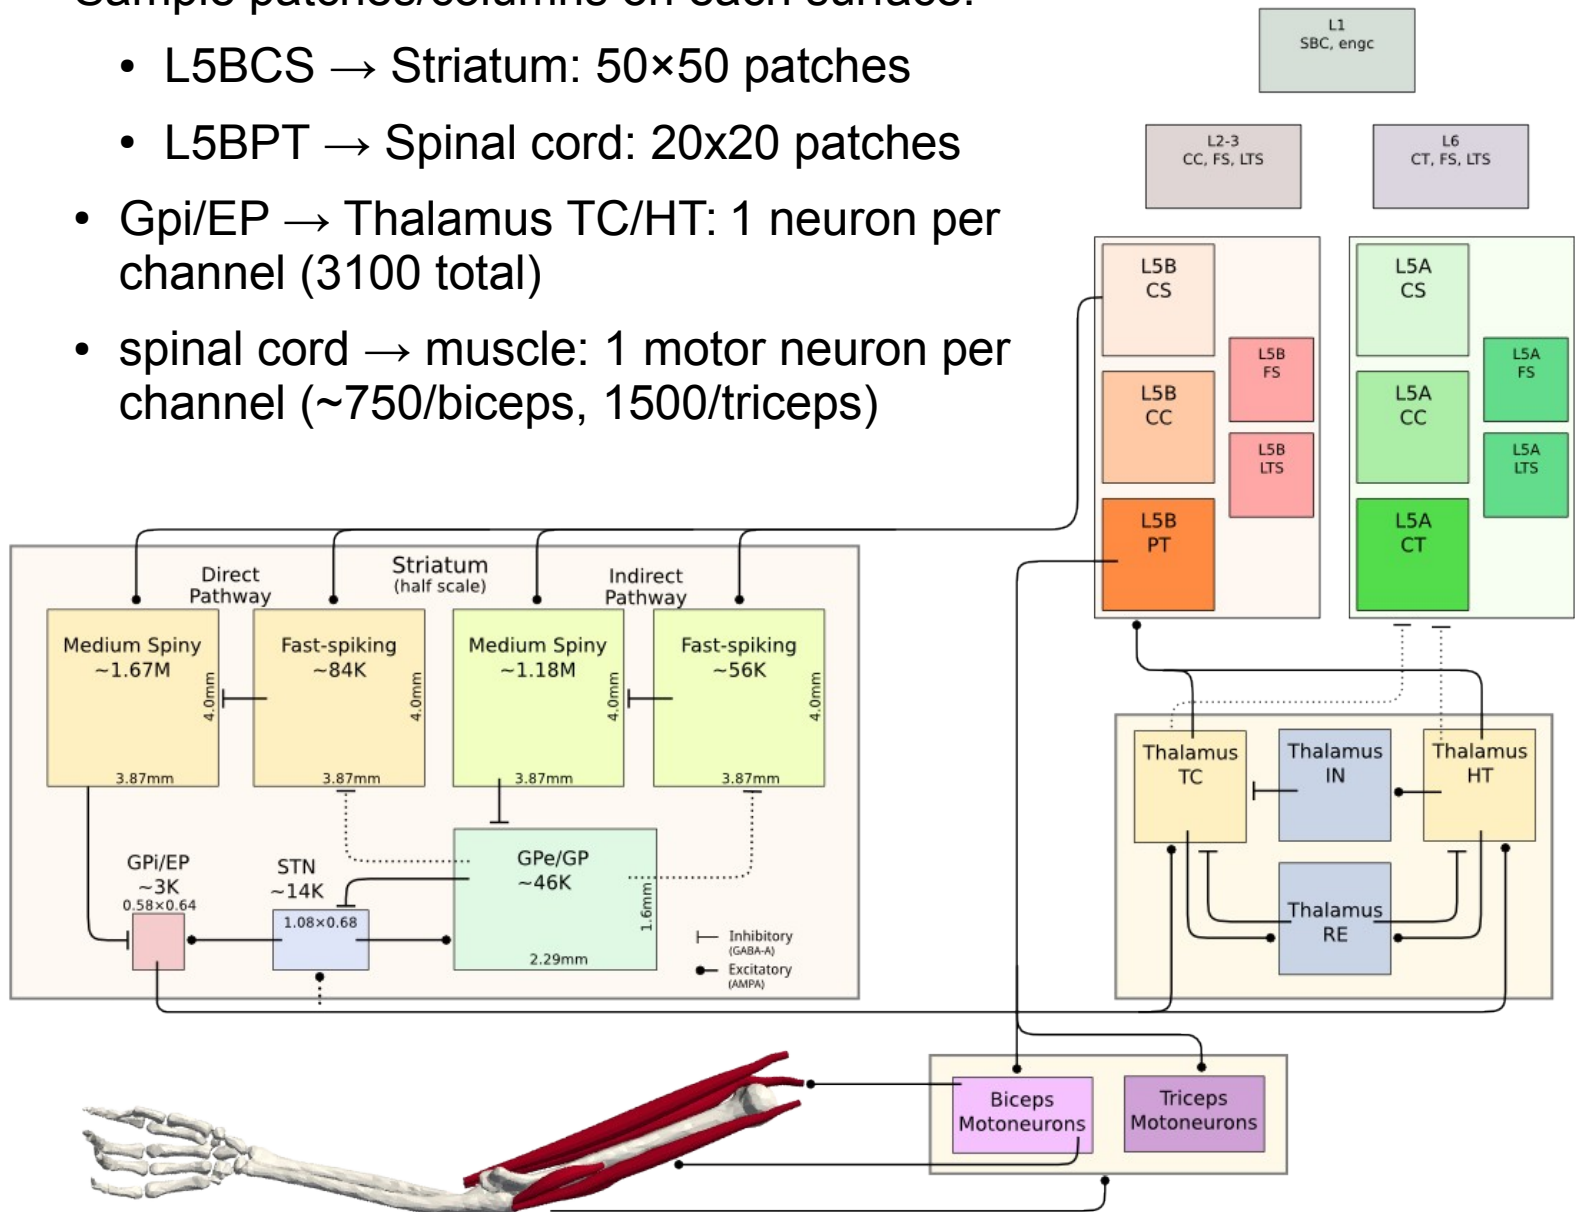 Sample patches/columns on each surface:
• L5BCS → Striatum: 50×50 patches
• L5BPT → Spinal cord: 20x20 patches
• Gpi/EP → Thalamus TC/HT: 1 neuron per
channel (3100 total)
• spinal cord → muscle: 1 motor neuron per
channel (~750/biceps, 1500/triceps)
L1
SBC, engc
L2-3
CC, FS, LTS
L6
CT, FS, LTS
L5B
CS
L5B
CC
L5B
PT
L5B
FS
L5B
LTS
L5A
CS
L5A
CC
L5A
CT
L5A
FS
L5A
LTS
Direct
Pathway
Striatum
(half scale)
Indirect
Pathway
Medium Spiny
~1.67M
4.0mm
3.87mm
Fast-spiking
~84K
4.0mm
3.87mm
Medium Spiny
~1.18M
4.0mm
3.87mm
Fast-spiking
~56K
4.0mm
3.87mm
GPi/EP
~3K
0.58×0.64
STN
~14K
1.08×0.68
GPe/GP
~46K
1.6mm
2.29mm
Inhibitory
(GABA-A)
Excitatory
(AMPA)
Thalamus
TC
Thalamus
IN
Thalamus
HT
Thalamus
RE
Biceps
Motoneurons
Triceps
Motoneurons